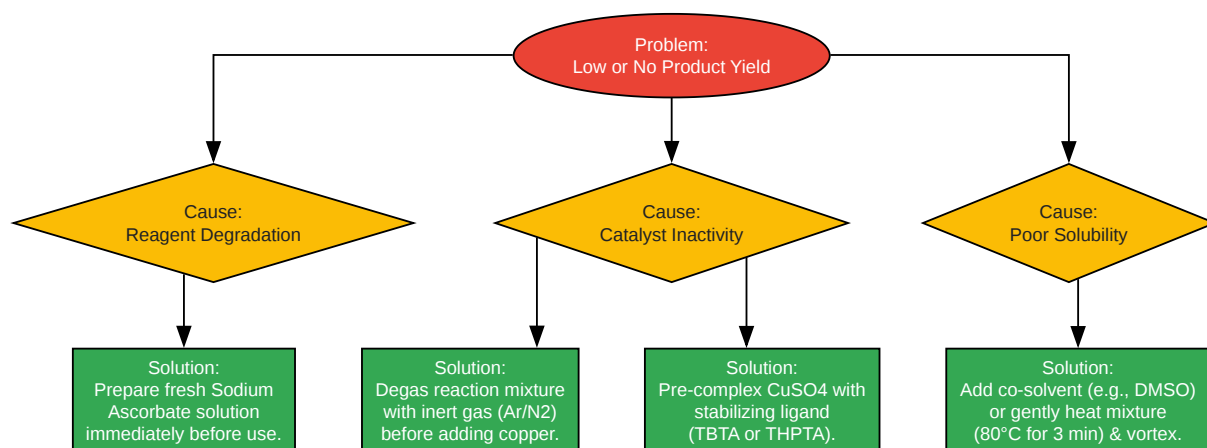 Problem:
Low or No Product Yield
Cause:
Reagent Degradation
Cause:
Catalyst Inactivity
Cause:
Poor Solubility
Solution:
Prepare fresh Sodium
Ascorbate solution
immediately before use.
Solution:
Degas reaction mixture
with inert gas (Ar/N2)
before adding copper.
Solution:
Pre-complex CuSO4 with
stabilizing ligand
(TBTA or THPTA).
Solution:
Add co-solvent (e.g., DMSO)
or gently heat mixture
(80°C for 3 min) & vortex.